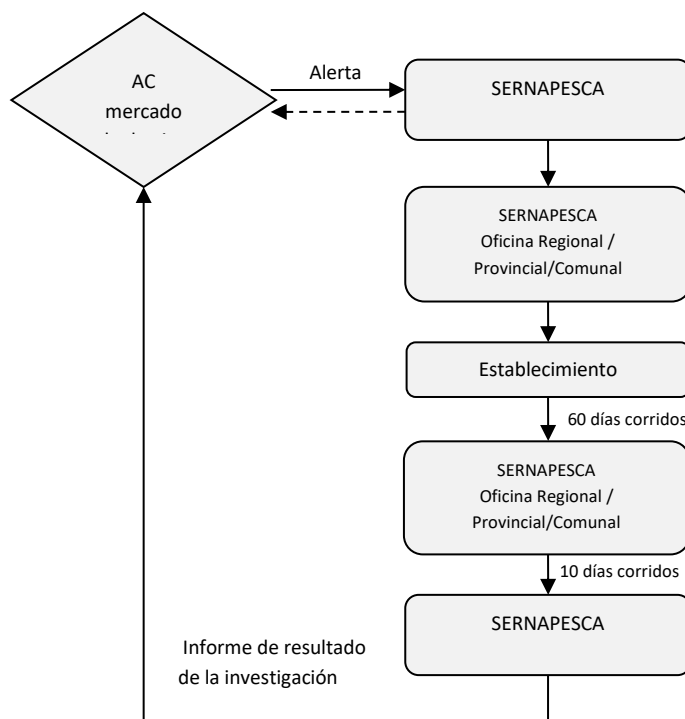 AC
mercado
Alerta
SERNAPESCA
SERNAPESCA
Oficina Regional /
Provincial/Comunal
Establecimiento
60 días corridos
SERNAPESCA
Oficina Regional /
Provincial/Comunal
10 días corridos
SERNAPESCA
Informe de resultado
de la investigación